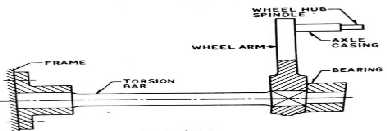 WHEEL HUB
SPINDLE
AXLE
CASING
WHEEL ARM
FRAME
BEARING
TORSION
BAR